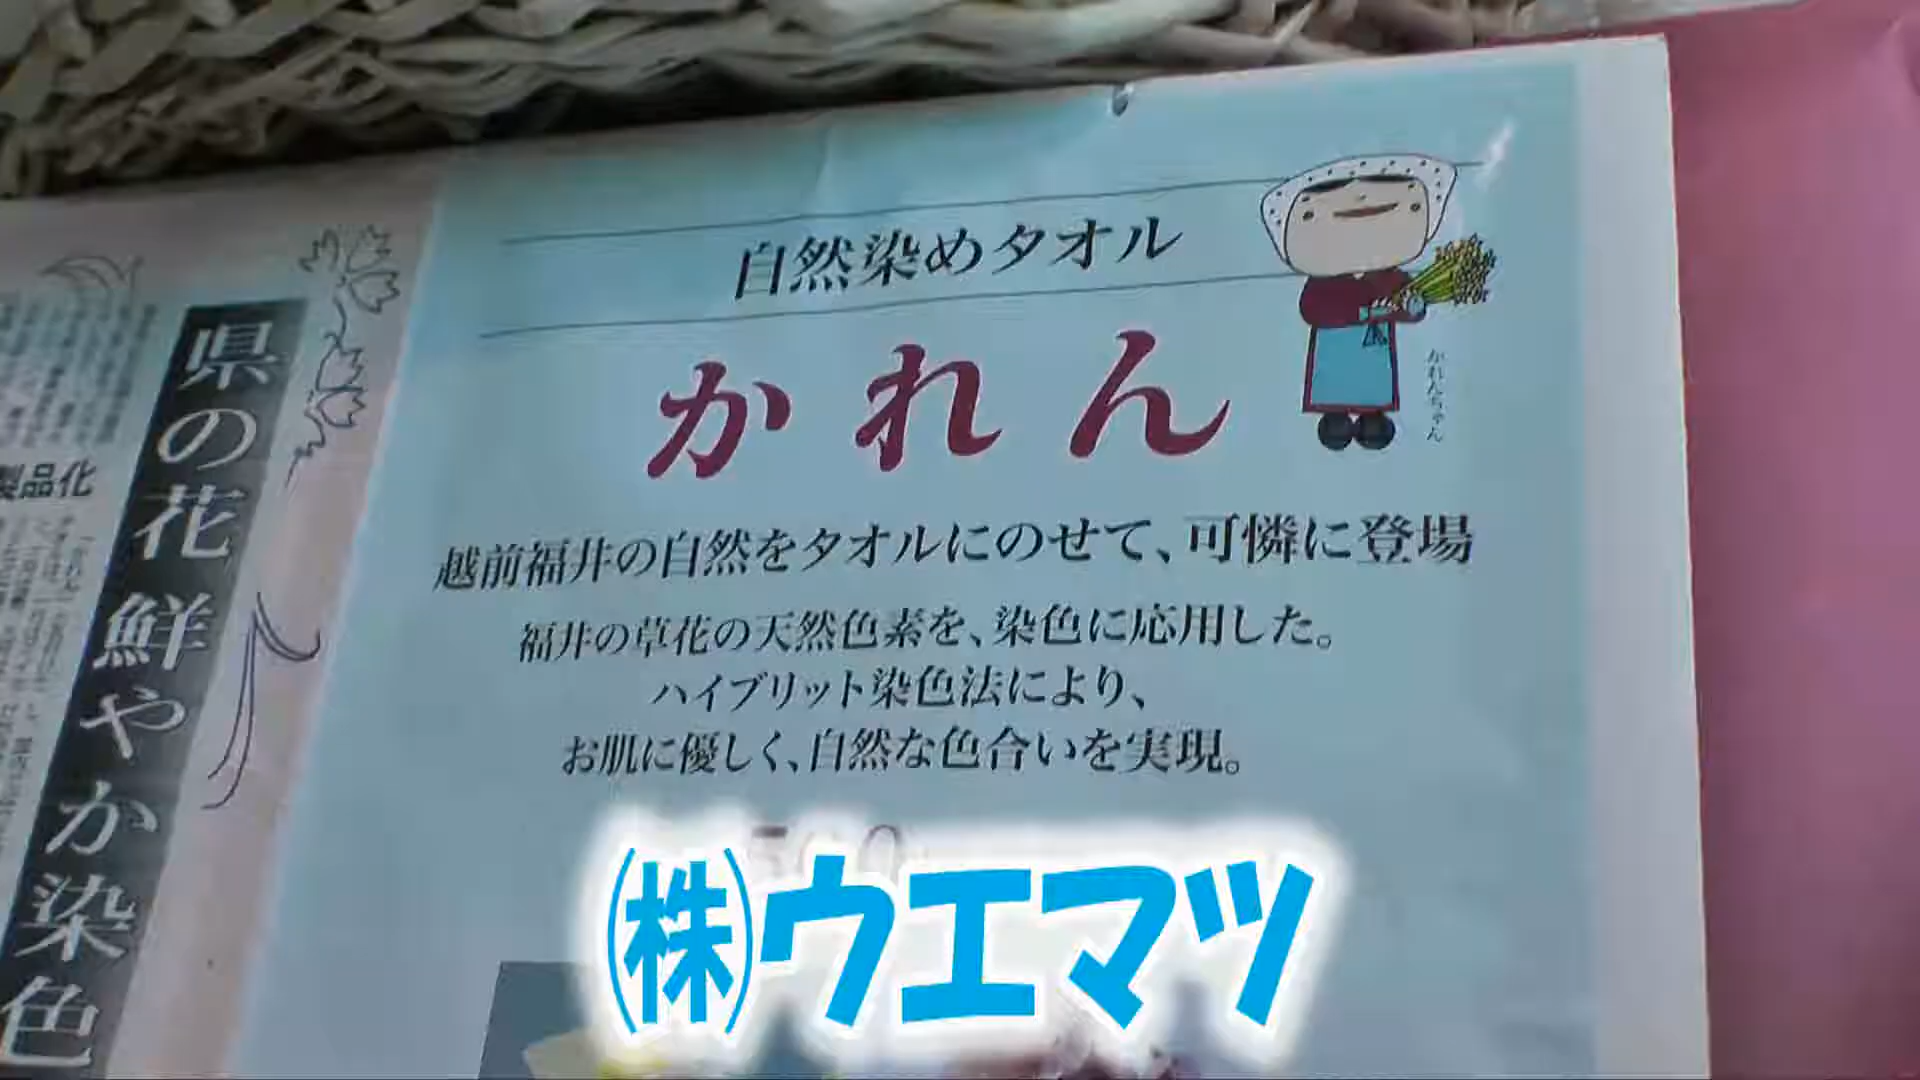 自然染めタオル
かれん
かれんちゃん
越前福井の自然をタオルにのせて、可憐に登場
福井の草花の天然色素を、染色に応用した。
ハイブリット染色法により、
お肌に優しく、自然な色合いを実現。
県の花 鮮やか染色
製品化
㈱ウエマツ